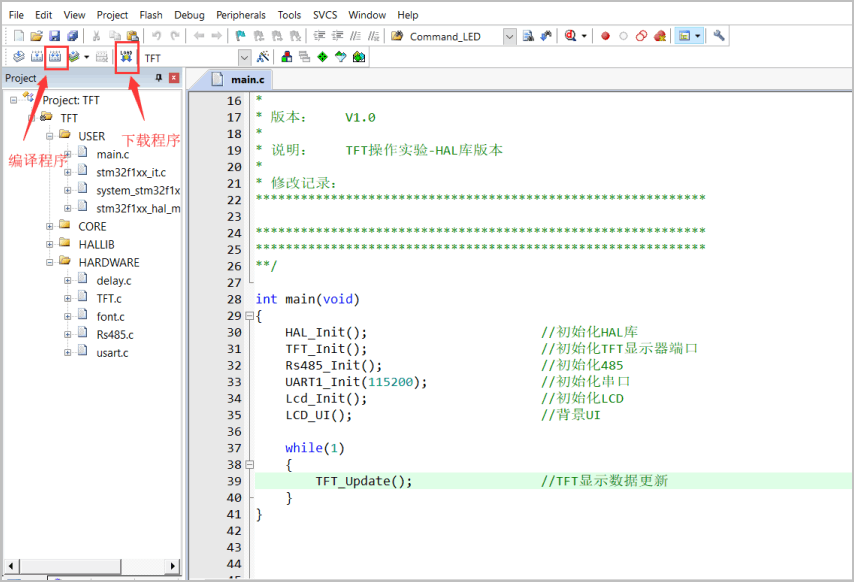 File Edit View Project Flash Debug Peripherals Tools SVCS Window Help
Command_LED
LOAD TFT
Project
main.c
Project: TFT
TFT
USER
下载程序
编译程序
main.c
stm32f1xx_it.c
system_stm32f1x
stm32f1xx_hal_m
CORE
HALLIB
HARDWARE
delay.c
TFT.c
font.c
Rs485.c
usart.c
16 *
17 * 版本: V1.0
18 *
19 * 说明: TFT操作实验-HAL库版本
20 *
21 * 修改记录:
22 ************************************************************
23
24 ************************************************************
25 ************************************************************
26 **/
27
28 int main(void)
29 {
30 HAL_Init(); //初始化HAL库
31 TFT_Init(); //初始化TFT显示器端口
32 Rs485_Init(); //初始化485
33 UART1_Init(115200); //初始化串口
34 Lcd_Init(); //初始化LCD
35 LCD_UI(); //背景UI
36
37 while(1)
38 {
39 TFT_Update(); //TFT显示数据更新
40 }
41 }
42
43
44